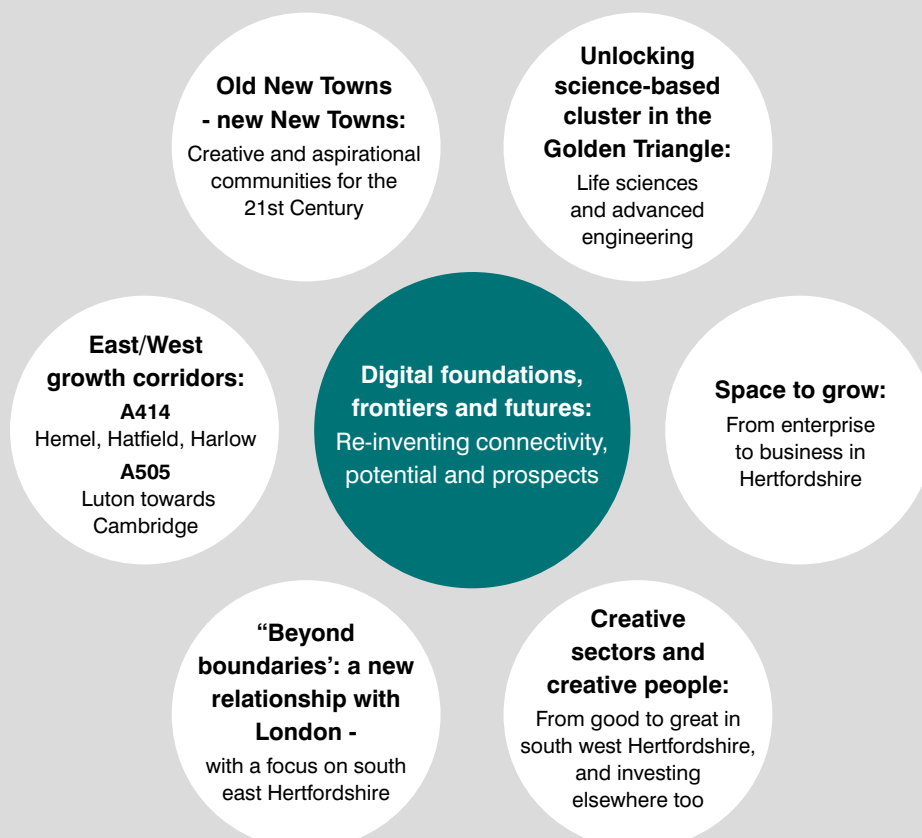 Old New Towns
- new New Towns:
Creative and aspirational
communities for the
21st Century
Unlocking
science-based
cluster in the
Golden Triangle:
Life sciences
and advanced
engineering
East/West
growth corridors:
A414
Hemel, Hatfield, Harlow
A505
Luton towards
Cambridge
Digital foundations,
frontiers and futures:
Re-inventing connectivity,
potential and prospects
Space to grow:
From enterprise
to business in
Hertfordshire
“Beyond
boundaries’: a new
relationship with
London -
with a focus on south
east Hertfordshire
Creative
sectors and
creative people:
From good to great in
south west Hertfordshire,
and investing
elsewhere too